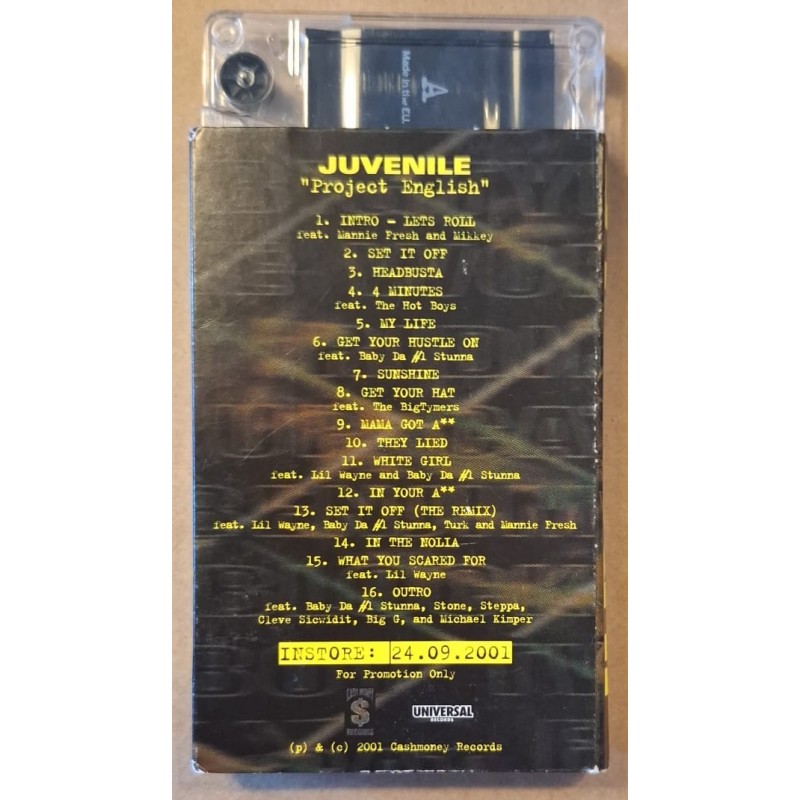 A
Made in the E.U.
JUVENILE
"Project English"
1. INTRO - LETS ROLL
feat. Mannie Fresh and Mikkey
2. SET IT OFF
3. HEADBUSTA
4. 4 MINUTES
feat. The Hot Boys
5. MY LIFE
6. GET YOUR HUSTLE ON
feat. Baby Da #1 Stunna
7. SUNSHINE
8. GET YOUR HAT
feat. The BigTymers
9. MAMA GOT A**
10. THEY LIED
11. WHITE GIRL
feat. Lil Wayne and Baby Da #1 Stunna
12. IN YOUR A**
13. SET IT OFF (THE REMIX)
feat. Lil Wayne, Baby Da #1 Stunna, Turk and Mannie Fresh
14. IN THE NOLIA
15. WHAT YOU SCARED FOR
feat. Lil Wayne
16. OUTRO
feat. Baby Da #1 Stunna, Stone, Steppa,
Cleve Sicwidit, Big G, and Michael Kimper
INSTORE: 24.09.2001
For Promotion Only
CASH MONEY
$
RECORDS
UNIVERSAL
RECORDS
(p) & (c) 2001 Cashmoney Records